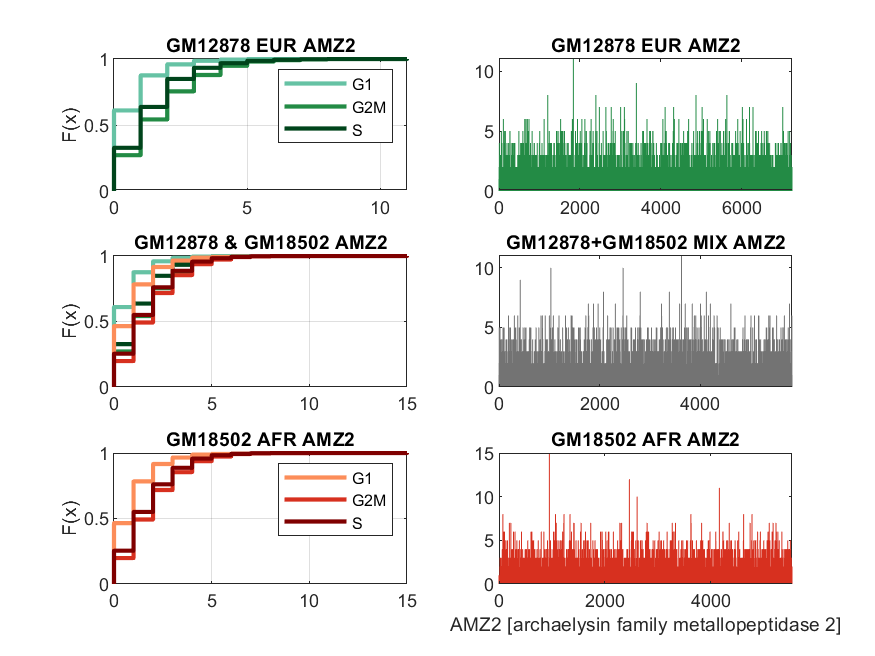 GM12878 EUR AMZ2
F(x)
1
0.5
0
0
5
10
G1
G2M
S
GM12878 EUR AMZ2
10
5
0
0
2000
4000
6000
GM12878 & GM18502 AMZ2
F(x)
1
0.5
0
0
5
10
15
GM12878+GM18502 MIX AMZ2
10
5
0
0
2000
4000
GM18502 AFR AMZ2
F(x)
1
0.5
0
0
5
10
15
G1
G2M
S
GM18502 AFR AMZ2
15
10
5
0
0
2000
4000
AMZ2 [archaelysin family metallopeptidase 2]